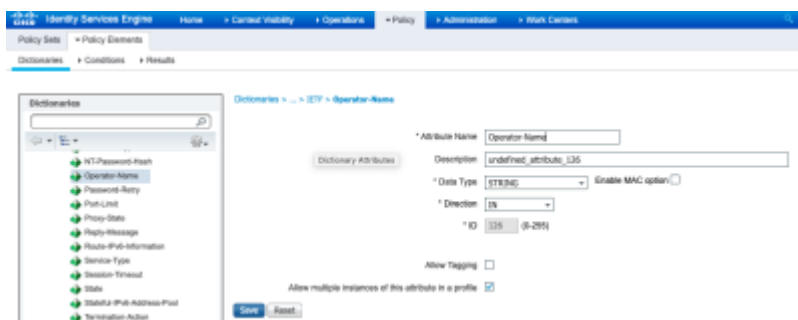 cisco Identity Services Engine Home Context Visibility Operations Policy Administration Work Centers
Policy Sets Policy Elements
Dictionaries Conditions Results
Dictionaries
Dictionaries > ... > IETF > Operator-Name
* Attribute Name Operator-Name
Dictionary Attributes
Description undefined_attribute_126
* Data Type STRING Enable MAC option
* Direction IN
* ID 126 (0-255)
Allow Tagging
Allow multiple instances of this attribute in a profile
Save Reset
NT-Password-Hash
Operator-Name
Password-Retry
Port-Limit
Proxy-State
Reply-Message
Route-IPv6-Information
Service-Type
Session-Timeout
State
Stateful-IPv6-Address-Pool
Termination-Action